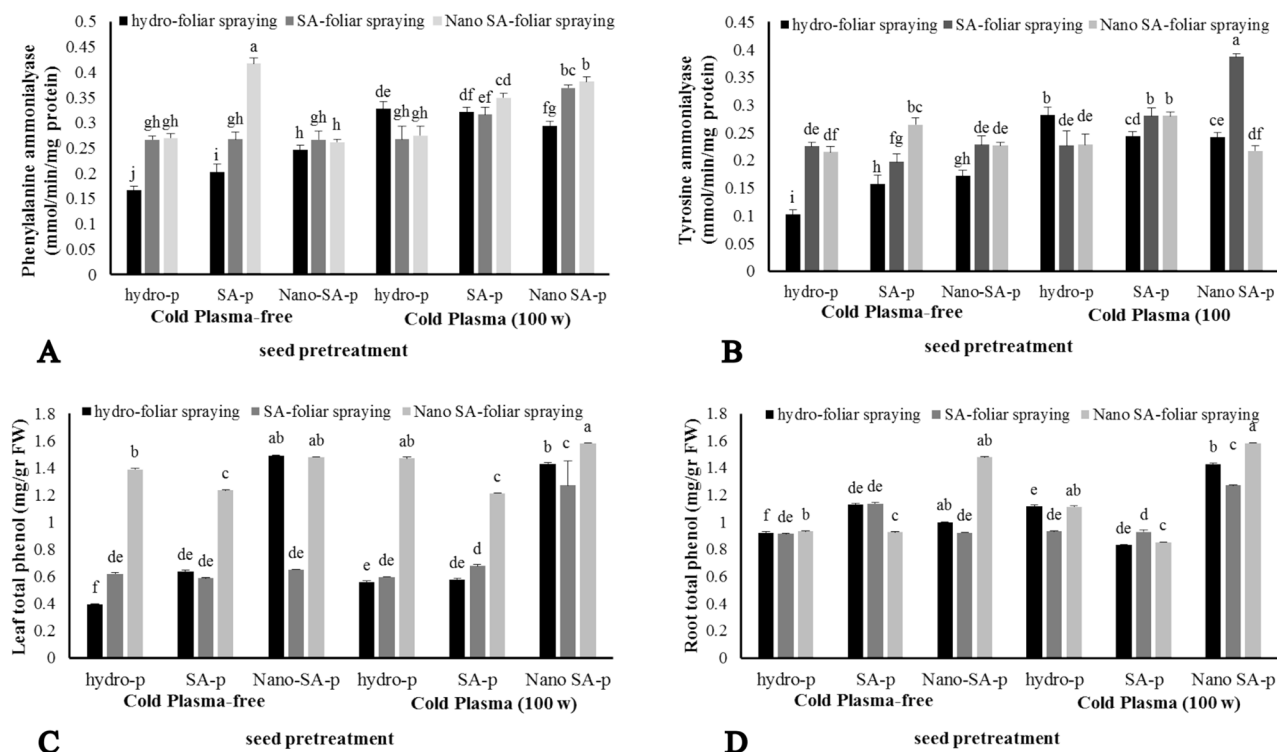 hydro-foliar spraying SA-foliar spraying Nano SA-foliar spraying
Phenylalanine ammonialyase
(mmol/min/mg protein)
0.5
0.45
0.4
0.35
0.3
0.25
0.2
0.15
0.1
0.05
0
j gh gh i gh a h gh h de gh gh df ef cd fg bc b
hydro-p SA-p Nano-SA-p hydro-p SA-p Nano SA-p
Cold Plasma-free Cold Plasma (100 w)
seed pretreatment
A
hydro-foliar spraying SA-foliar spraying Nano SA-foliar spraying
Tyrosine ammonialyase
(mmol/min/mg protein)
0.45
0.4
0.35
0.3
0.25
0.2
0.15
0.1
0.05
0
i de df h fg bc gh de de b de de cd b b ce a df
hydro-p SA-p Nano-SA-p hydro-p SA-p Nano SA-p
Cold Plasma-free Cold Plasma (100
seed pretreatment
B
hydro-foliar spraying SA-foliar spraying Nano SA-foliar spraying
Leaf total phenol (mg/gr FW)
1.8
1.6
1.4
1.2
1
0.8
0.6
0.4
0.2
0
f de b de de c ab de ab e de ab de d c b c a
hydro-p SA-p Nano-SA-p hydro-p SA-p Nano SA-p
Cold Plasma-free Cold Plasma (100 w)
seed pretreatment
C
hydro-foliar spraying SA-foliar spraying Nano SA-foliar spraying
Root total phenol (mg/gr FW)
1.8
1.6
1.4
1.2
1
0.8
0.6
0.4
0.2
0
f de b de de c ab de ab e de ab de d c b c a
hydro-p SA-p Nano-SA-p hydro-p SA-p Nano SA-p
Cold Plasma-free Cold Plasma (100 w)
seed pretreatment
D